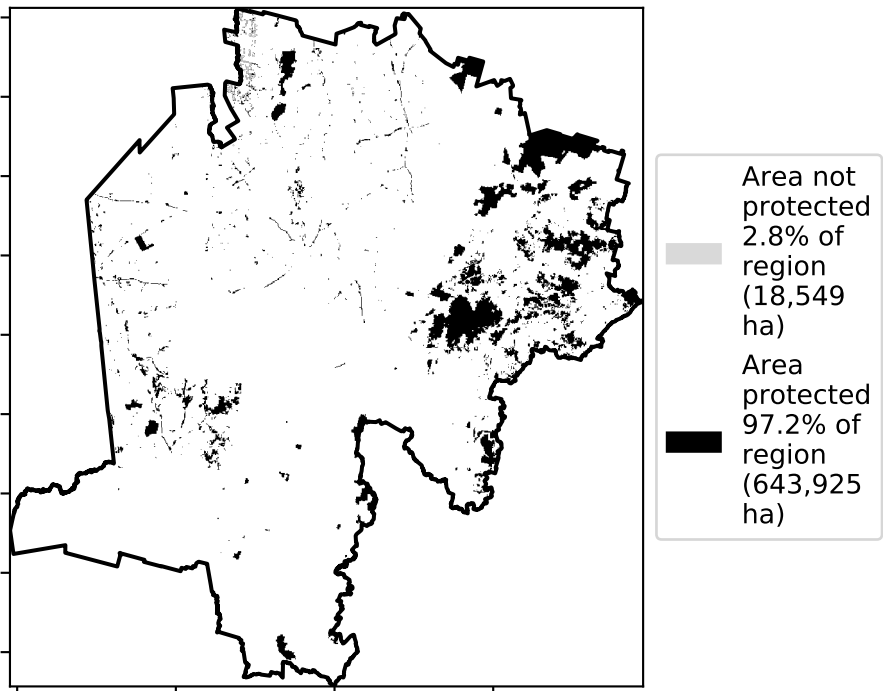 Area not
protected
2.8% of
region
(18,549
ha)
Area
protected
97.2% of
region
(643,925
ha)